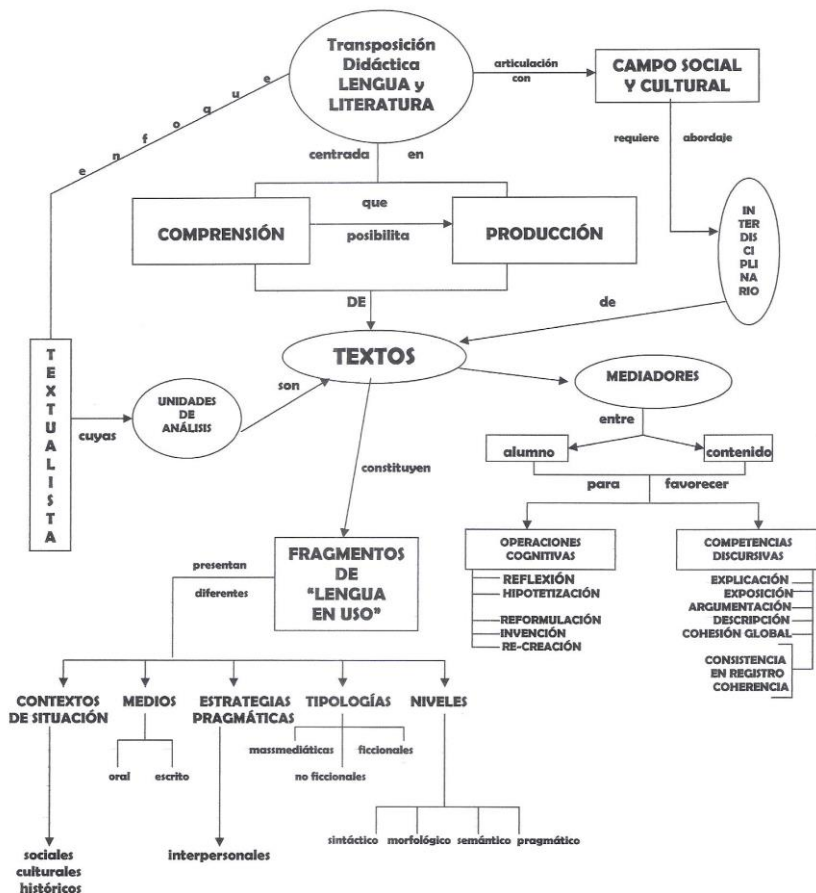 Transposición
Didáctica
LENGUA y
LITERATURA
articulación
con
CAMPO SOCIAL
Y CULTURAL
enfoque
centrada en
requiere abordaje
COMPRENSIÓN
que
posibilita
PRODUCCIÓN
IN
TER
DIS
CI
PLI
NA
RIO
DE
de
TEXTOS
TEXTUALISTA
cuyas
UNIDADES
DE
ANÁLISIS
son
MEDIADORES
entre
alumno
contenido
constituyen
para favorecer
FRAGMENTOS
DE
"LENGUA
EN USO"
presentan
diferentes
OPERACIONES
COGNITIVAS
REFLEXIÓN
HIPOTETIZACIÓN
REFORMULACIÓN
INVENCIÓN
RE-CREACIÓN
COMPETENCIAS
DISCURSIVAS
EXPLICACIÓN
EXPOSICIÓN
ARGUMENTACIÓN
DESCRIPCIÓN
COHESIÓN GLOBAL
CONSISTENCIA
EN REGISTRO
COHERENCIA
CONTEXTOS
DE SITUACIÓN
MEDIOS
ESTRATEGIAS
PRAGMÁTICAS
TIPOLOGÍAS
NIVELES
oral
escrito
massmediáticas
ficcionales
no ficcionales
sintáctico
morfológico
semántico
pragmático
sociales
culturales
históricos
interpersonales